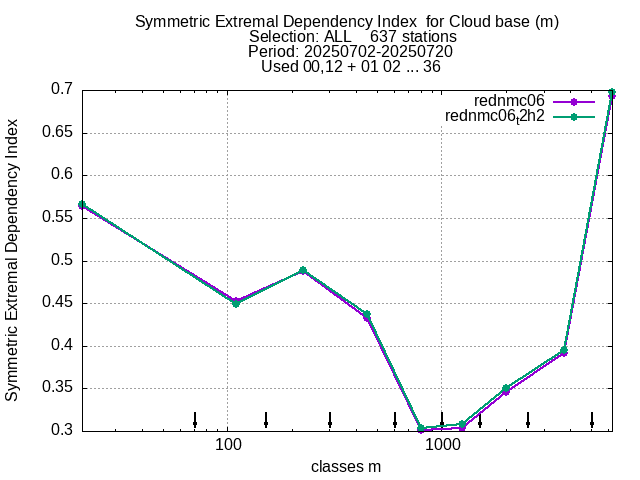 Symmetric Extremal Dependency Index for Cloud base (m)
Selection: ALL 637 stations
Period: 20250702-20250720
Used 00,12 + 01 02 ... 36
Symmetric Extremal Dependency Index
0.7
0.65
0.6
0.55
0.5
0.45
0.4
0.35
0.3
rednmc06
rednmc06t2h2
100
1000
classes m